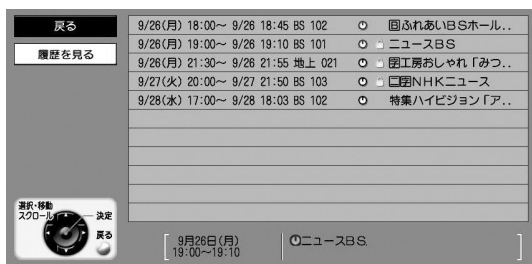 戻る
履歴を見る
9/26(月) 18:00～ 9/26 18:45 BS 102 回ふれあいBSホール..
9/26(月) 19:00～ 9/26 19:10 BS 101 ニュースBS
9/26(月) 21:30～ 9/26 21:55 地上 021 字工房おしゃれ「みつ..
9/27(火) 20:00～ 9/27 21:50 BS 103 NHKニュース
9/28(水) 17:00～ 9/28 18:03 BS 102 特集ハイビジョン「ア..
選択・移動
スクロール
決定
戻る
9月26日(月)
19:00～19:10
ニュースBS.